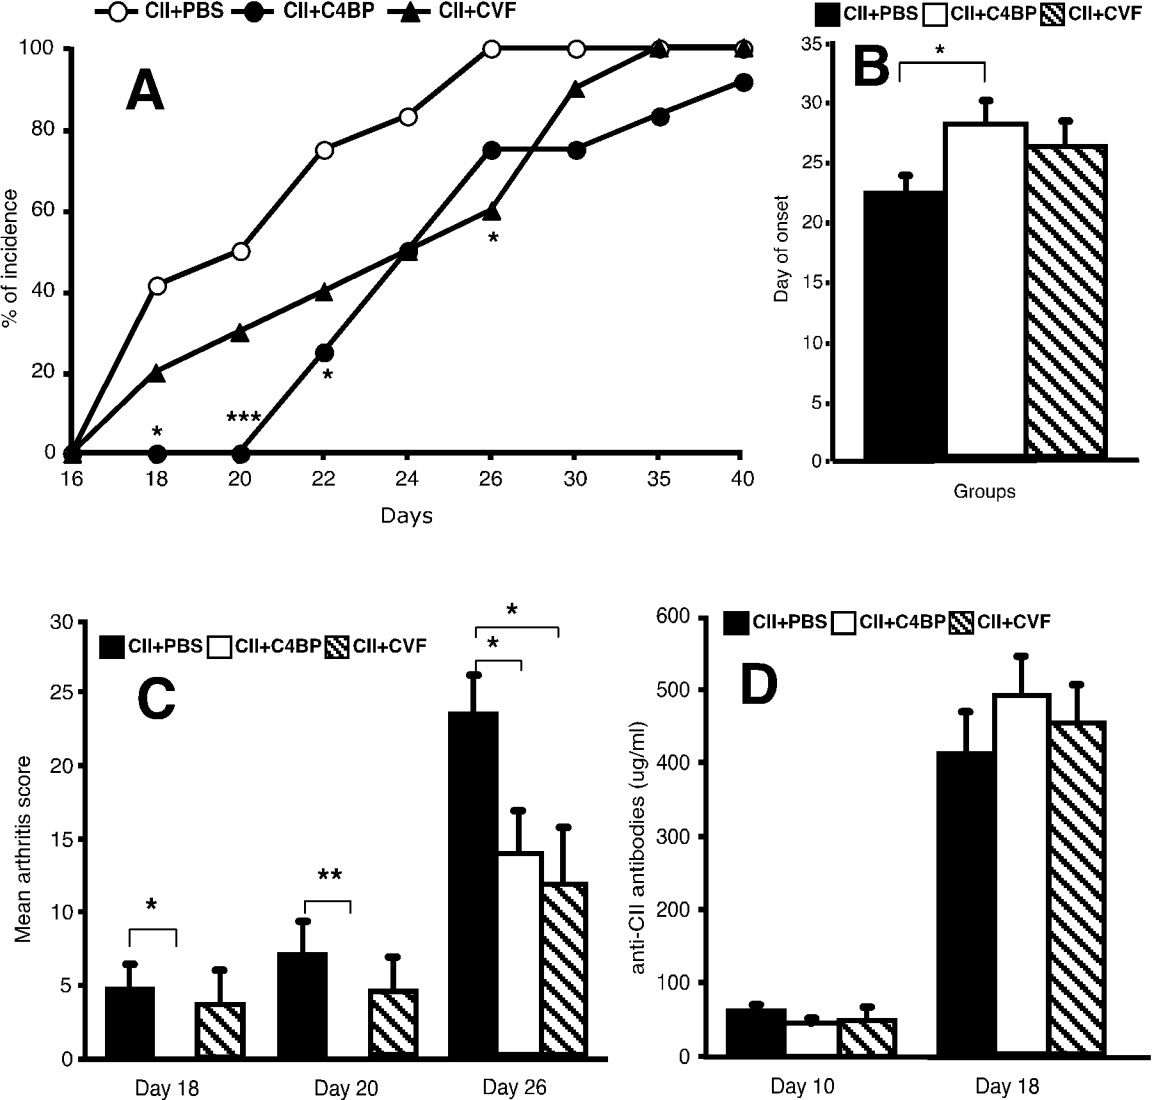 CII+PBS CII+C4BP CII+CVF
A
100
80
60
40
20
0
% of incidence
*
***
*
*
16 18 20 22 24 26 30 35 40
Days
CII+PBS CII+C4BP CII+CVF
B
*
35
30
25
20
15
10
5
0
Day of onset
Groups
CII+PBS CII+C4BP CII+CVF
C
30
25
20
15
10
5
0
Mean arthritis score
*
**
*
*
Day 18 Day 20 Day 26
CII+PBS CII+C4BP CII+CVF
D
600
500
400
300
200
100
0
anti-CII antibodies (ug/ml)
Day 10 Day 18